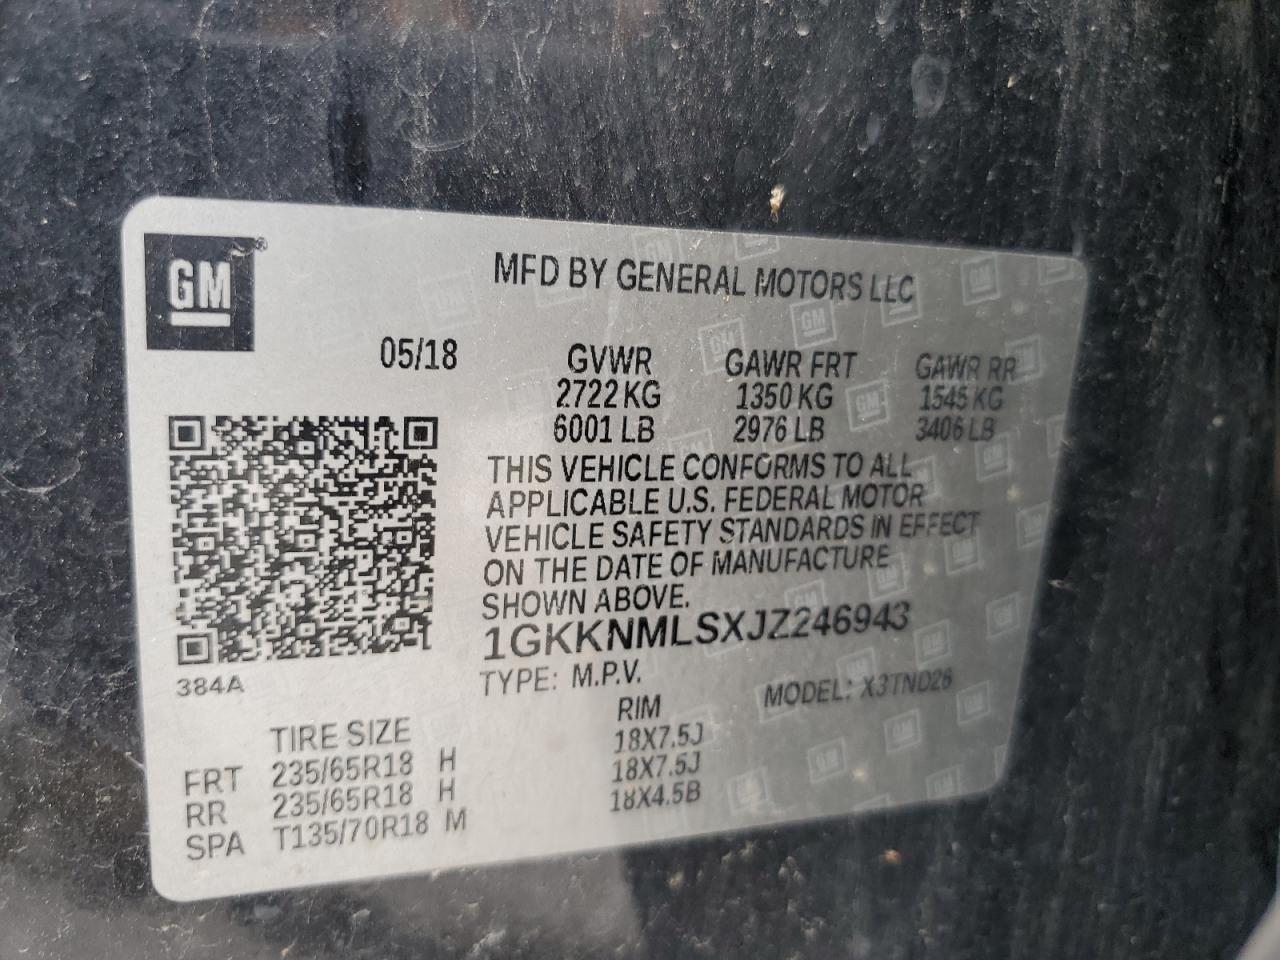 GM
MFD BY GENERAL MOTORS LLC
05/18 GVWR GAWR FRT GAWR RR
2722 KG 1350 KG 1545 KG
6001 LB 2976 LB 3406 LB
THIS VEHICLE CONFORMS TO ALL
APPLICABLE U.S. FEDERAL MOTOR
VEHICLE SAFETY STANDARDS IN EFFECT
ON THE DATE OF MANUFACTURE
SHOWN ABOVE.
1GKKNMLSXJZ246943
384A
TYPE: M.P.V. MODEL: X3TND26
TIRE SIZE RIM
FRT 235/65R18 H 18X7.5J
RR 235/65R18 H 18X7.5J
SPA T135/70R18 M 18X4.5B